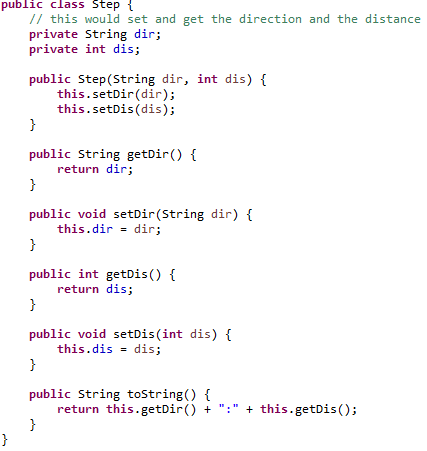 public class Step {
    // this would set and get the direction and the distance
    private String dir;
    private int dis;

    public Step(String dir, int dis) {
        this.setDir(dir);
        this.setDis(dis);
    }

    public String getDir() {
        return dir;
    }

    public void setDir(String dir) {
        this.dir = dir;
    }

    public int getDis() {
        return dis;
    }

    public void setDis(int dis) {
        this.dis = dis;
    }

    public String toString() {
        return this.getDir() + ":" + this.getDis();
    }
}